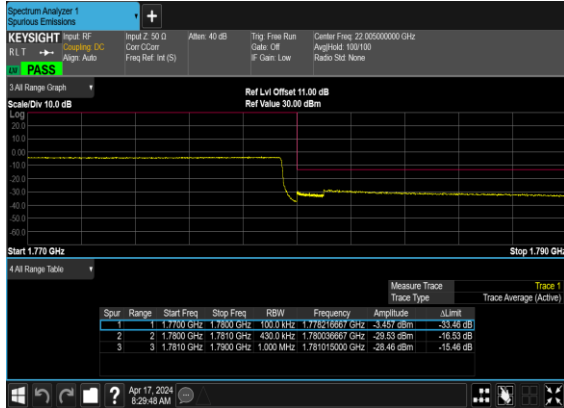 Spectrum Analyzer 1
Spurious Emissions
+
KEYSIGHT Input: RF Input Z: 50 Ω Atten: 40 dB Trig: Free Run Center Freq: 22.005000000 GHz
RLT Coupling: DC Corr CCorr Gate: Off Avg|Hold: 100/100
Align: Auto Freq Ref: Int (S) IF Gain: Low Radio Std: None
PASS
3 All Range Graph
Ref Lvl Offset 11.00 dB
Scale/Div 10.0 dB Ref Value 30.00 dBm
Log
20.0
10.0
0.00
-10.0
-20.0
-30.0
-40.0
-50.0
-60.0
Start 1.770 GHz Stop 1.790 GHz
4 All Range Table
Measure Trace Trace 1
Trace Type Trace Average (Active)
Spur Range Start Freq Stop Freq RBW Frequency Amplitude ΔLimit
1 1 1.7700 GHz 1.7800 GHz 100.0 kHz 1.778216667 GHz -3.457 dBm -33.46 dB
2 2 1.7800 GHz 1.7810 GHz 430.0 kHz 1.780036667 GHz -29.53 dBm -16.53 dB
3 3 1.7810 GHz 1.7900 GHz 1.000 MHz 1.781015000 GHz -28.46 dBm -15.46 dB
? Apr 17, 2024
8:29:48 AM